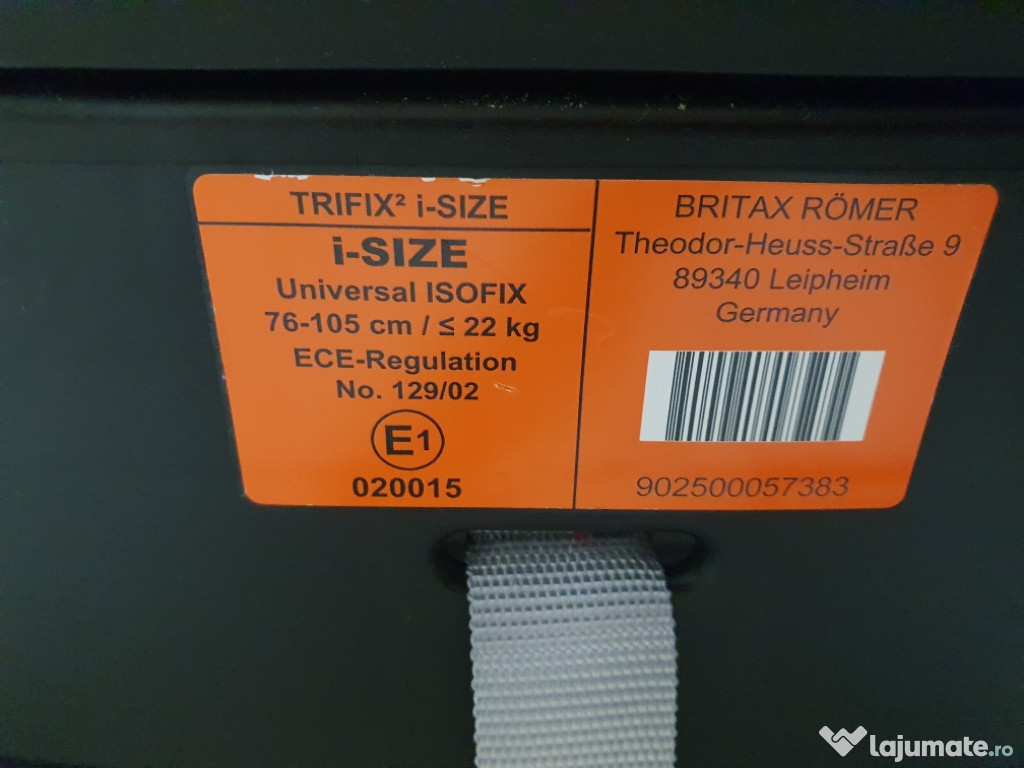 TRIFIX² i-SIZE
i-SIZE
Universal ISOFIX
76-105 cm / ≤ 22 kg
ECE-Regulation
No. 129/02
E1
020015
BRITAX RÖMER
Theodor-Heuss-Straße 9
89340 Leipheim
Germany
902500057383
lajumate.ro